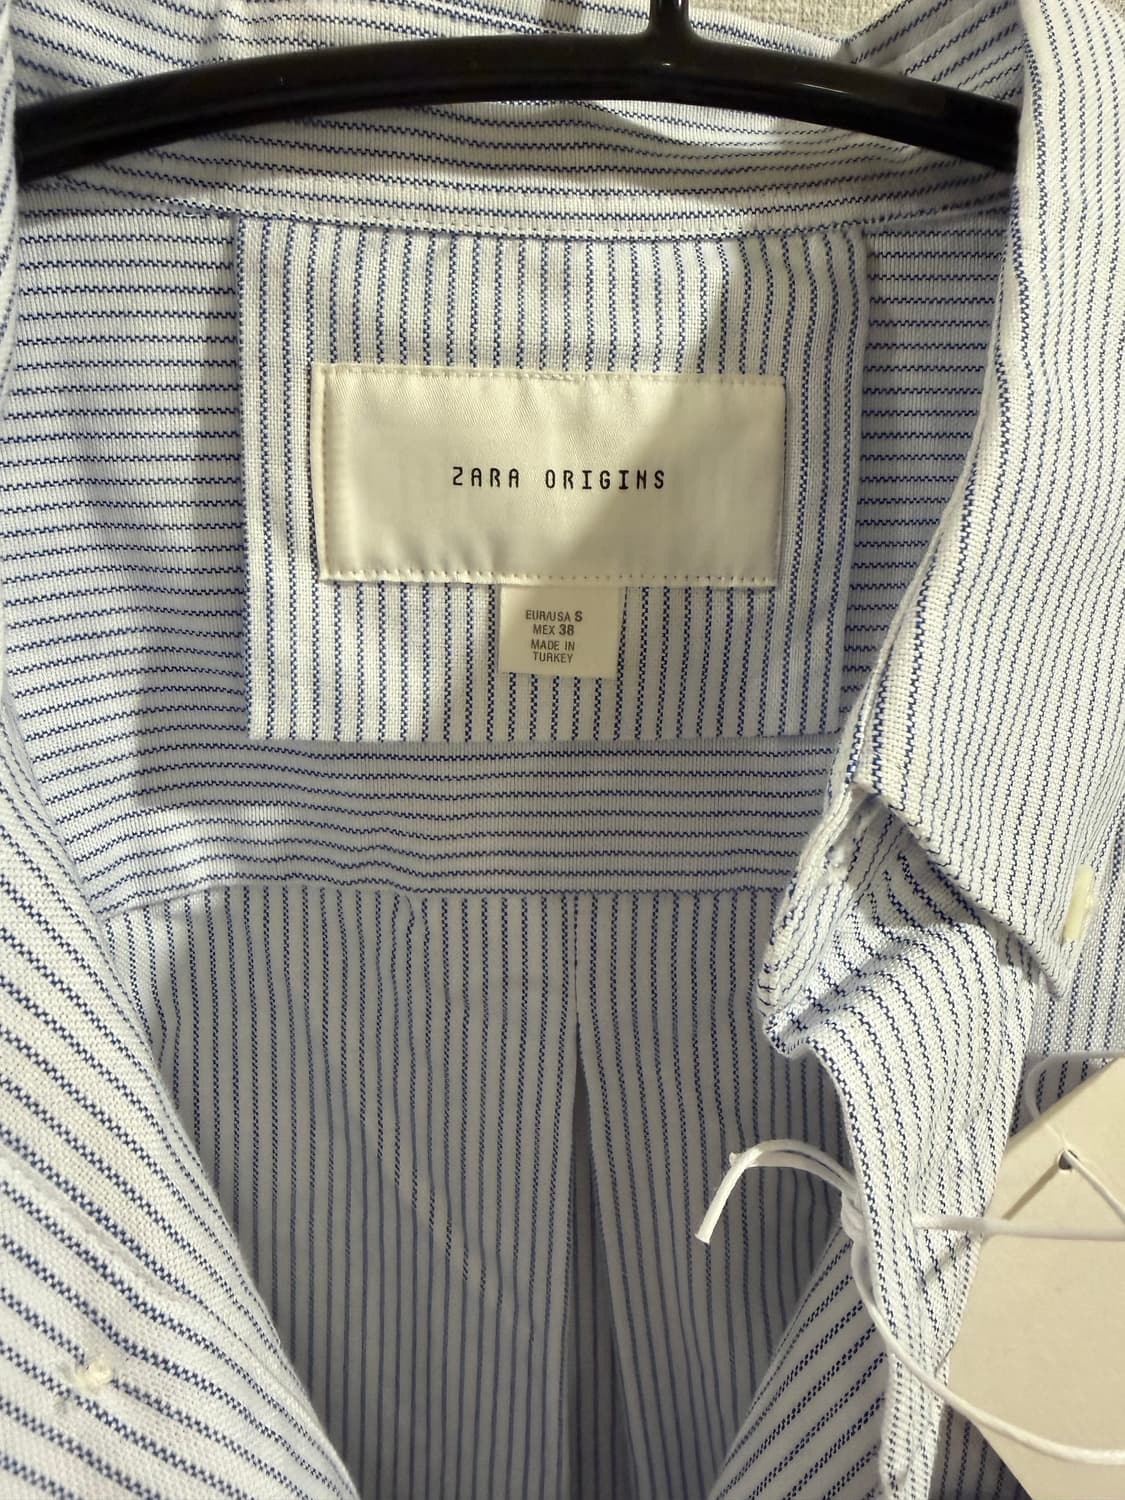 ZARA ORIGINS
EUR/USA S
MEX 38
MADE IN
TURKEY